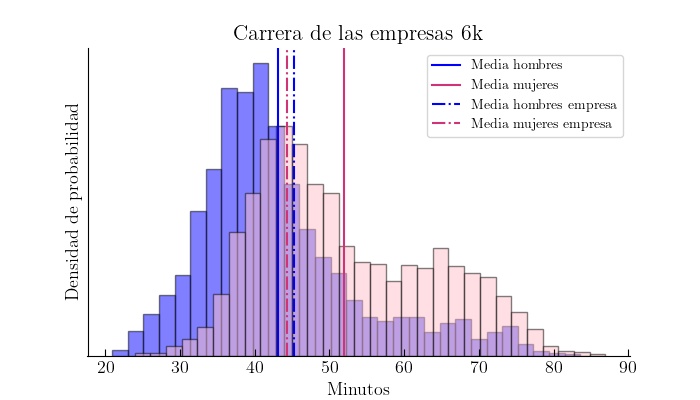 Carrera de las empresas 6k
Densidad de probabilidad
Media hombres
Media mujeres
Media hombres empresa
Media mujeres empresa
20 30 40 50 60 70 80 90
Minutos